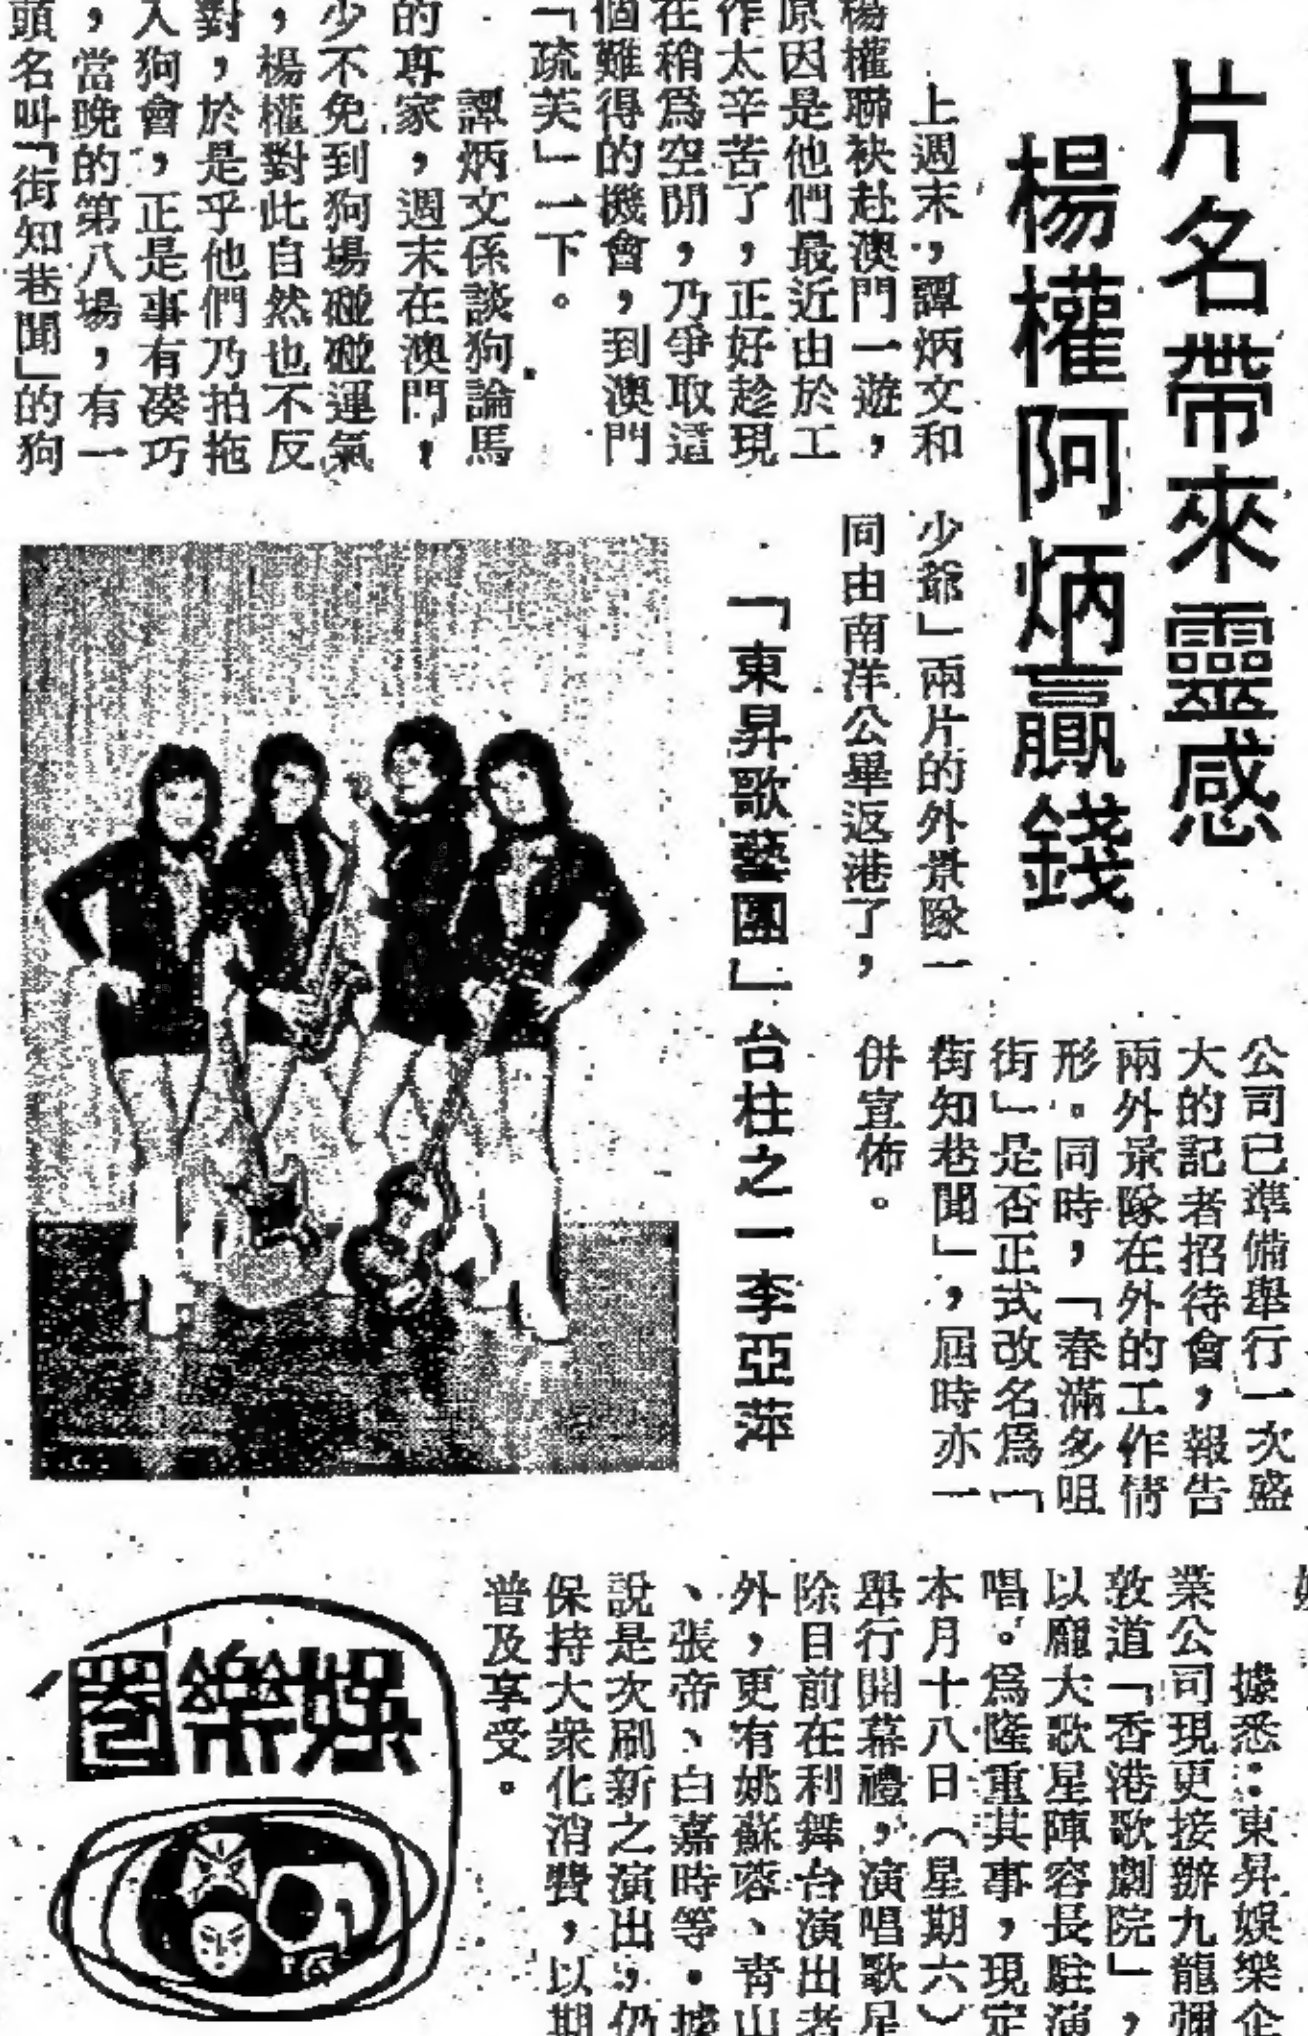 片名帶來靈感
楊權阿炳贏錢
上週末，譚炳文和
楊權聯袂赴澳門一遊，
原因是他們最近由於工
作太辛苦了，正好趁現
在稍爲空閒，乃爭取這
個難得的機會，到澳門
「疏芙」一下。
譚炳文係談狗論馬
的專家，週末在澳門，
少不免到狗場碰碰運氣
，楊權對此自然也不反
對，於是乎他們乃拍拖
入狗會，正是事有湊巧
，當晚的第八場，有一
頭名叫「街知巷聞」的狗
少爺」兩片的外景隊一
同由南洋公畢返港了，
公司已準備舉行一次盛
大的記者招待會，報告
兩外景隊在外的工作情
形。同時，「春滿多咀
街」是否正式改名爲「
街知巷聞」，屆時亦一
併宣佈。
「東昇歌藝團」台柱之一李亞萍
據悉：東昇娛樂企
業公司現更接辦九龍彌
敦道「香港歌劇院」，
以龐大歌星陣容長駐演
唱。爲隆重其事，現定
本月十八日（星期六）
舉行開幕禮，演唱歌星
除目前在利舞台演出者
外，更有姚蘇蓉、青山
、張帝、白嘉時等。據
說是次刷新之演出，仍
保持大衆化消費，以期
普及享受。
娛樂圈